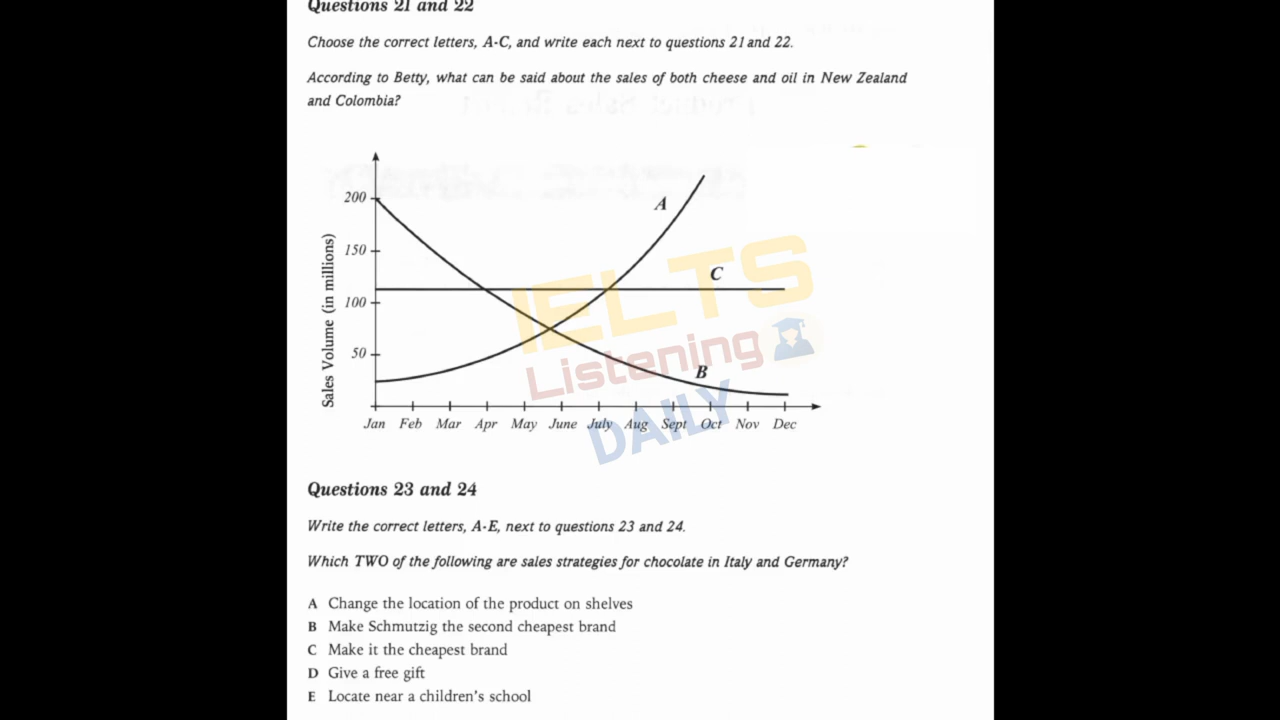 Questions 21 and 22
Choose the correct letters, A-C, and write each next to questions 21 and 22.
According to Betty, what can be said about the sales of both cheese and oil in New Zealand
and Colombia?
Sales Volume (in millions)
200
150
100
50
A
C
B
Jan Feb Mar Apr May June July Aug Sept Oct Nov Dec
IELTS
Listening
DAILY
Questions 23 and 24
Write the correct letters, A-E, next to questions 23 and 24.
Which TWO of the following are sales strategies for chocolate in Italy and Germany?
A Change the location of the product on shelves
B Make Schmutzig the second cheapest brand
C Make it the cheapest brand
D Give a free gift
E Locate near a children's school